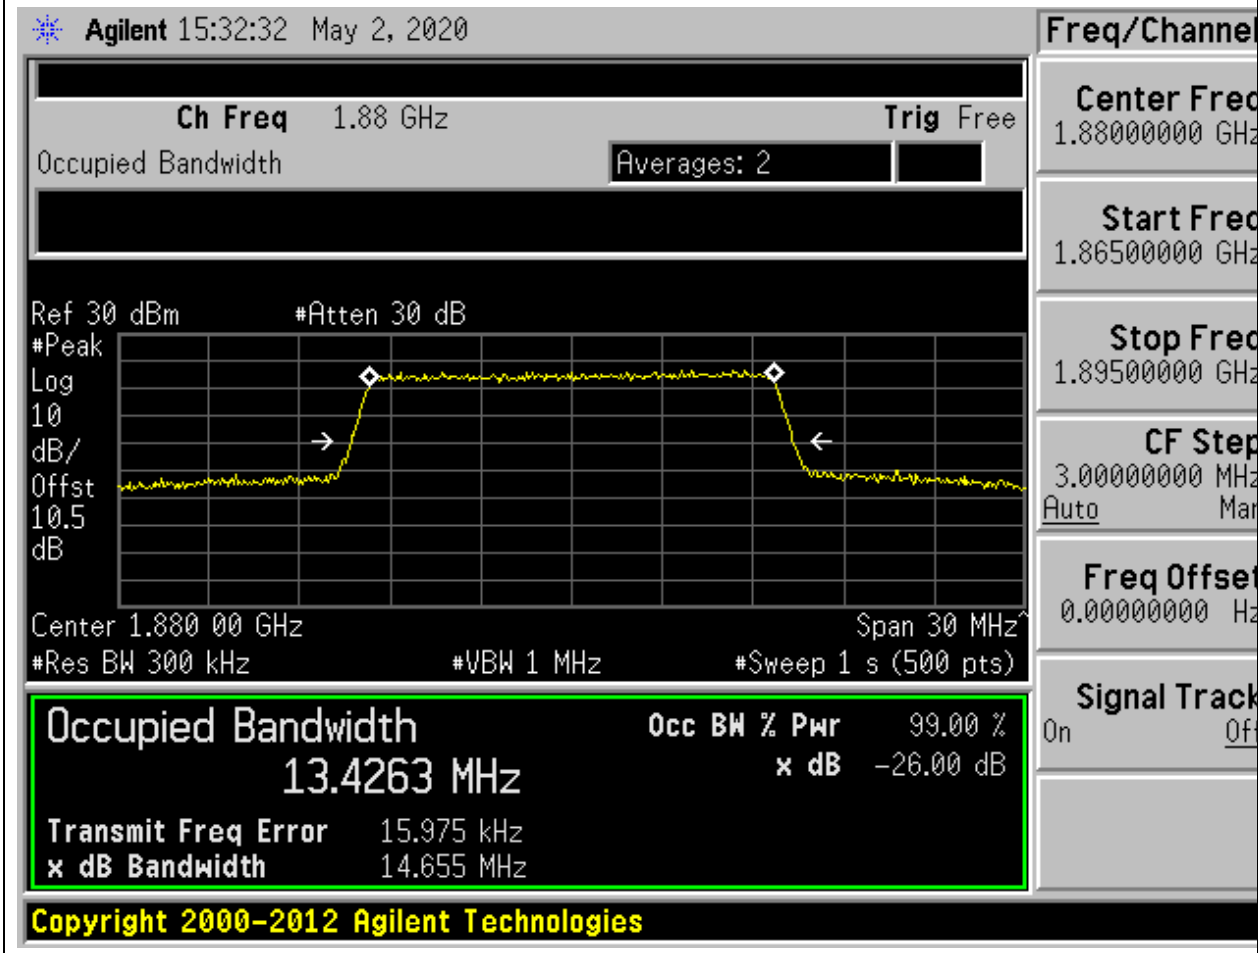 Agilent 15:32:32 May 2, 2020
Freq/Channel
Ch Freq 1.88 GHz
Trig Free
Occupied Bandwidth
Averages: 2
Center Freq
1.88000000 GHz
Start Freq
1.86500000 GHz
Stop Freq
1.89500000 GHz
CF Step
3.00000000 MHz
Auto Man
Freq Offset
0.00000000 Hz
Signal Track
On Off
Ref 30 dBm #Atten 30 dB
#Peak
Log
10
dB/
Offst
10.5
dB
Center 1.880 00 GHz Span 30 MHz^
#Res BW 300 kHz #VBW 1 MHz #Sweep 1 s (500 pts)
Occupied Bandwidth
13.4263 MHz
Occ BW % Pwr 99.00 %
x dB -26.00 dB
Transmit Freq Error 15.975 kHz
x dB Bandwidth 14.655 MHz
Copyright 2000-2012 Agilent Technologies